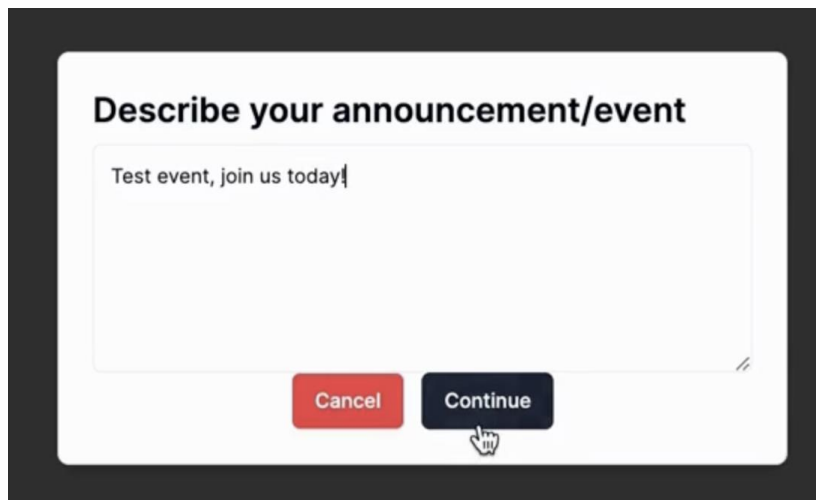 Describe your announcement/event
Test event, join us today!
Cancel Continue